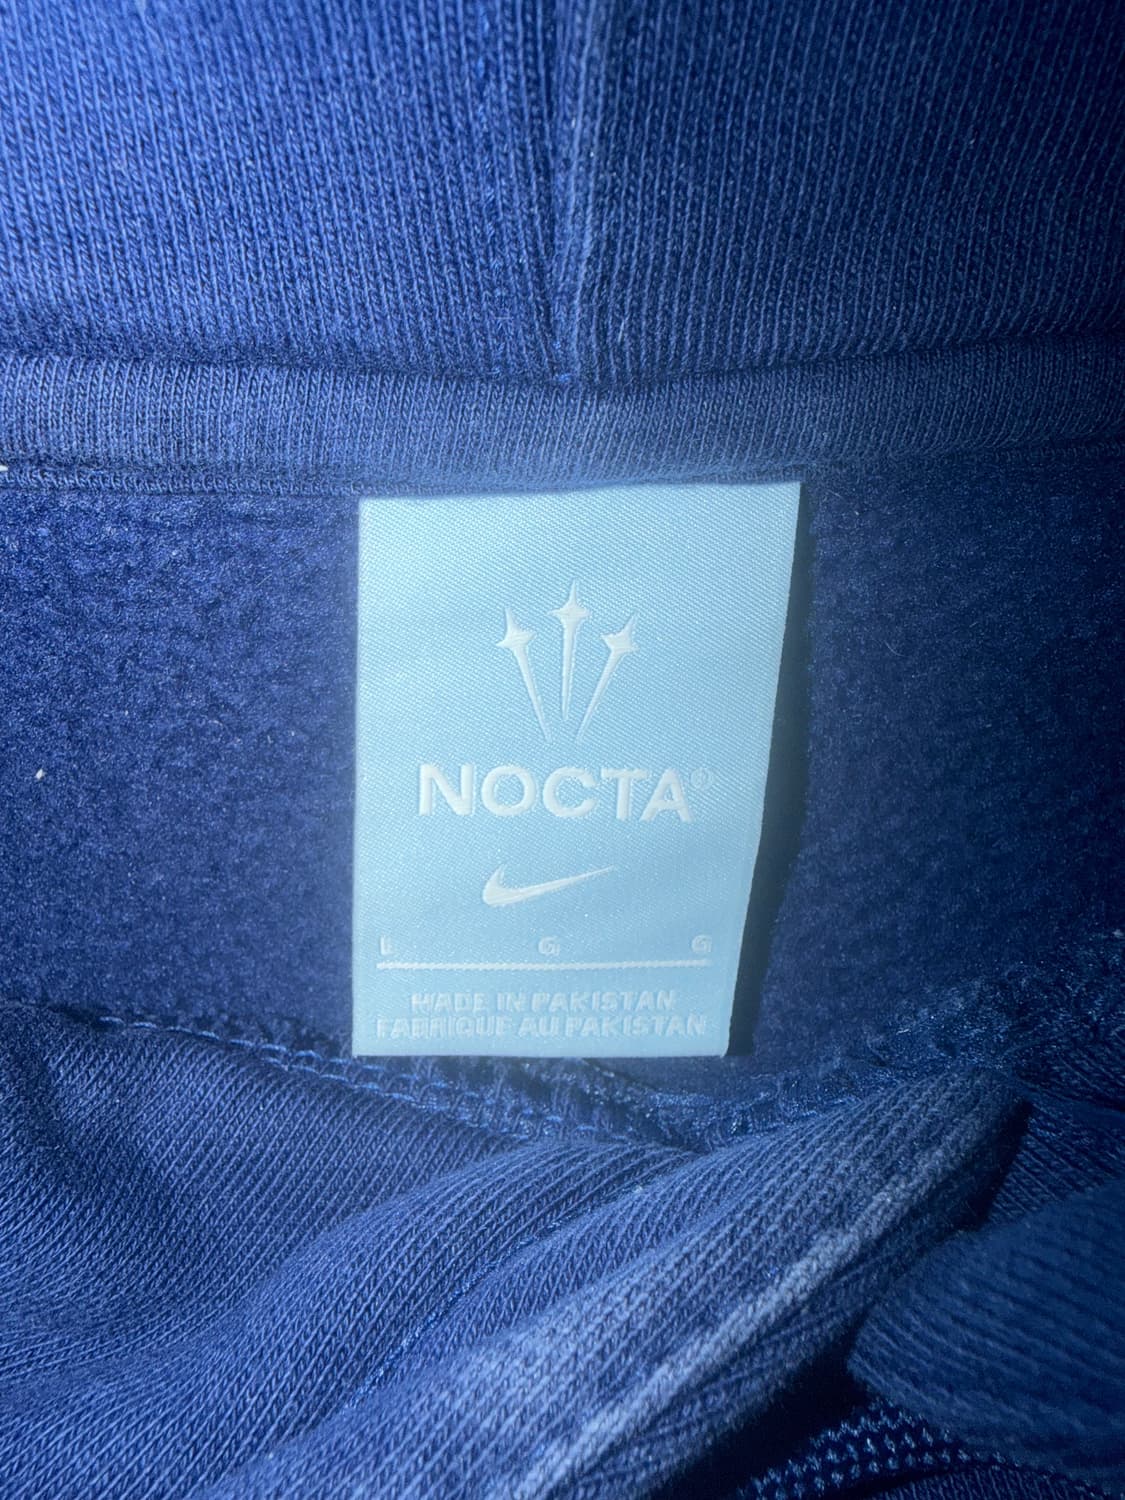 NOCTA®
L G G
MADE IN PAKISTAN
FABRIQUE AU PAKISTAN